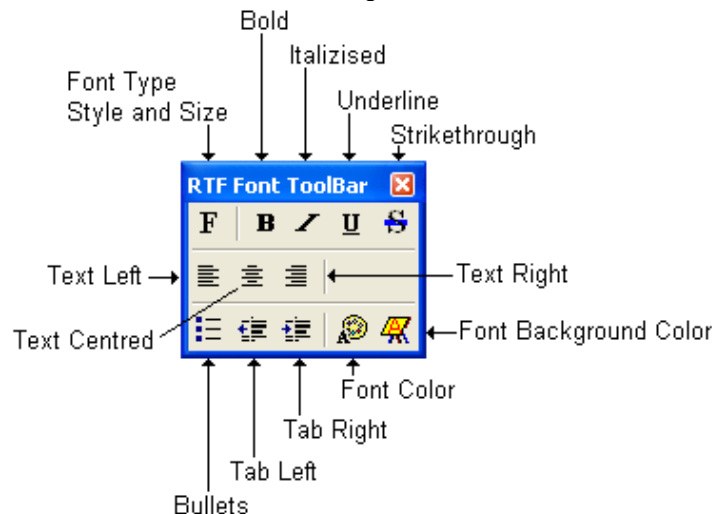 Bold
Italizised
Font Type
Style and Size
Underline
Strikethrough
RTF Font ToolBar
F B I U S
Text Left
Text Right
Text Centred
Font Background Color
A A
Font Color
Tab Right
Tab Left
Bullets